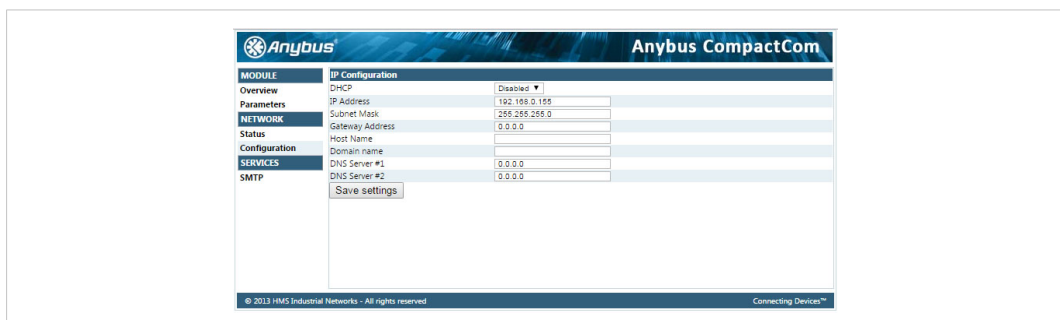 Anybus®
Anybus CompactCom
MODULE
Overview
Parameters
NETWORK
Status
Configuration
SERVICES
SMTP
IP Configuration
DHCP Disabled ▼
IP Address 192.168.0.155
Subnet Mask 255.255.255.0
Gateway Address 0.0.0.0
Host Name
Domain name
DNS Server #1 0.0.0.0
DNS Server #2 0.0.0.0
Save settings
© 2013 HMS Industrial Networks - All rights reserved
Connecting Devices™